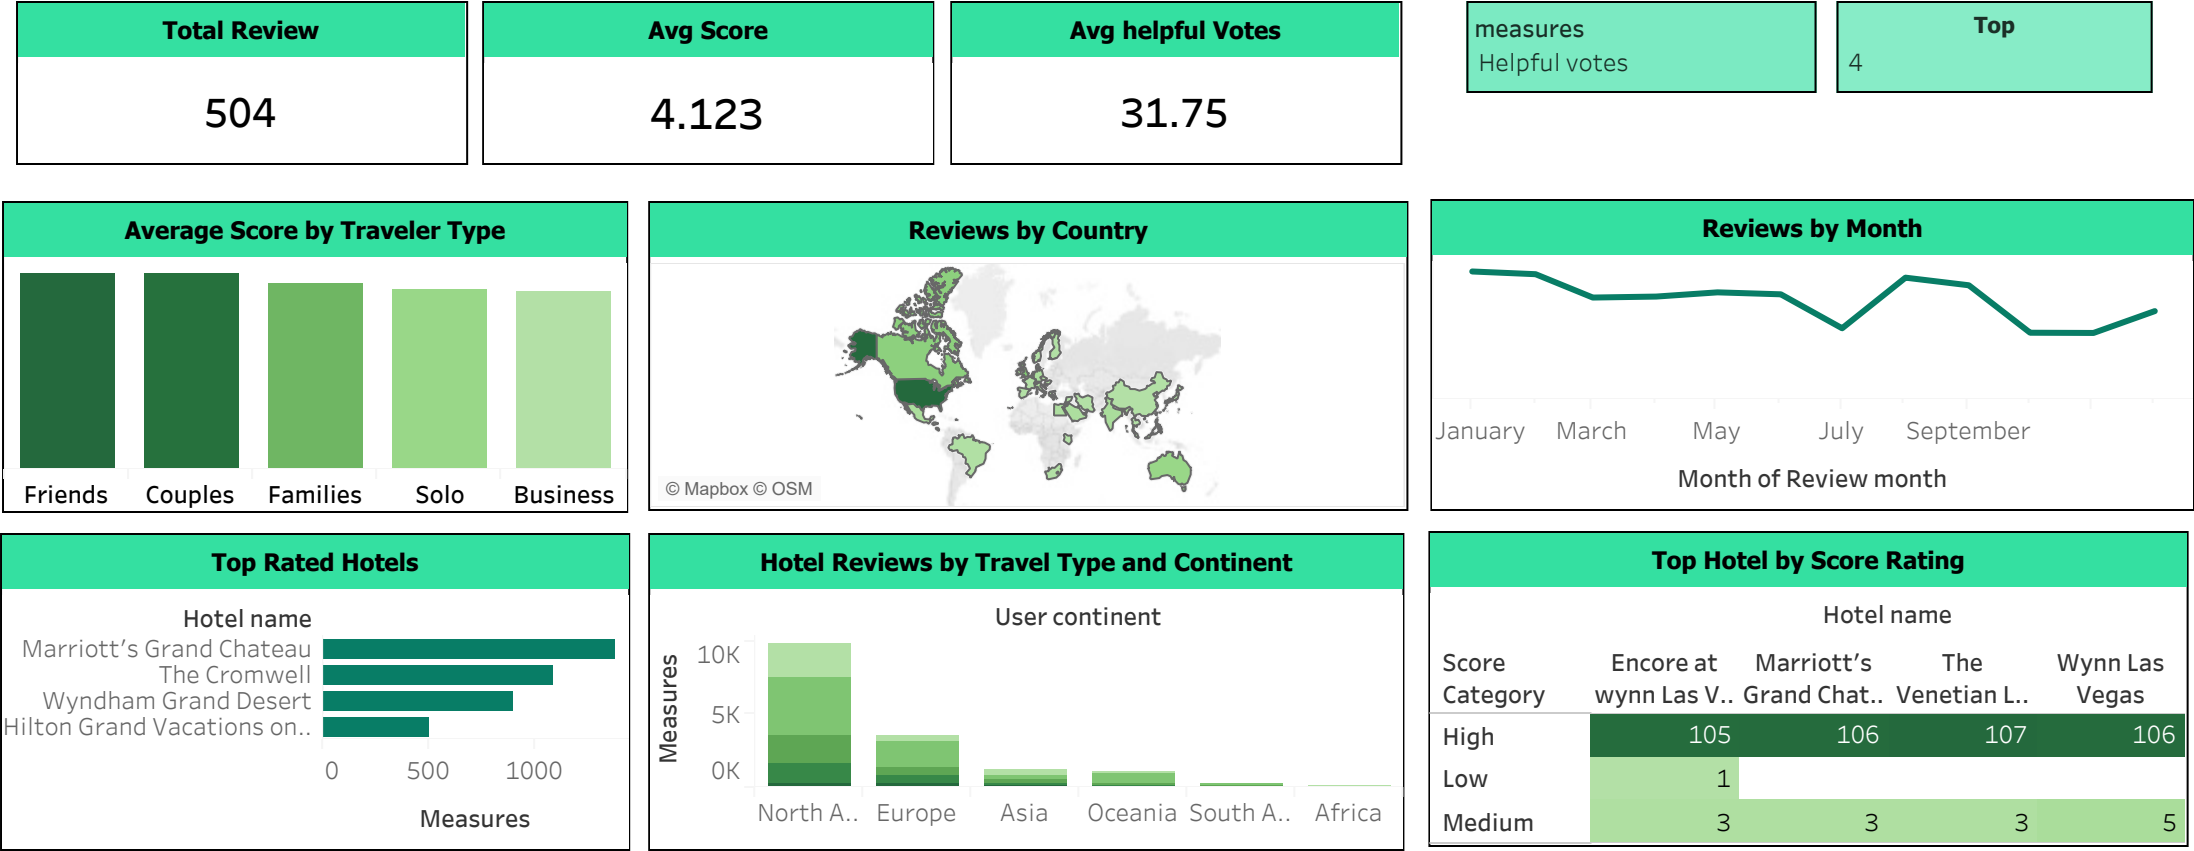 Total Review
504
Avg Score
4.123
Avg helpful Votes
31.75
measures
Helpful votes
Top
4
Average Score by Traveler Type
Friends Couples Families Solo Business
Reviews by Country
© Mapbox © OSM
Reviews by Month
January March May July September
Month of Review month
Top Rated Hotels
Hotel name
Marriott’s Grand Chateau
The Cromwell
Wyndham Grand Desert
Hilton Grand Vacations on..
0 500 1000
Measures
Hotel Reviews by Travel Type and Continent
User continent
Measures
10K
5K
0K
North A.. Europe Asia Oceania South A.. Africa
Top Hotel by Score Rating
Hotel name
Score Encore at Marriott’s The Wynn Las
Category wynn Las V.. Grand Chat.. Venetian L.. Vegas
High 105 106 107 106
Low 1
Medium 3 3 3 5